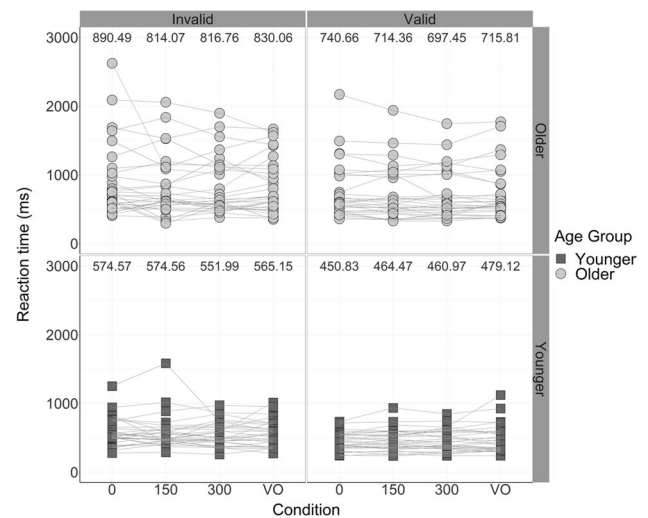 Invalid Valid
3000 890.49 814.07 816.76 830.06 740.66 714.36 697.45 715.81
2000
1000
0
Older
3000 574.57 574.56 551.99 565.15 450.83 464.47 460.97 479.12
2000
1000
0
Younger
Reaction time (ms)
0 150 300 VO 0 150 300 VO
Condition
Age Group
Younger
Older